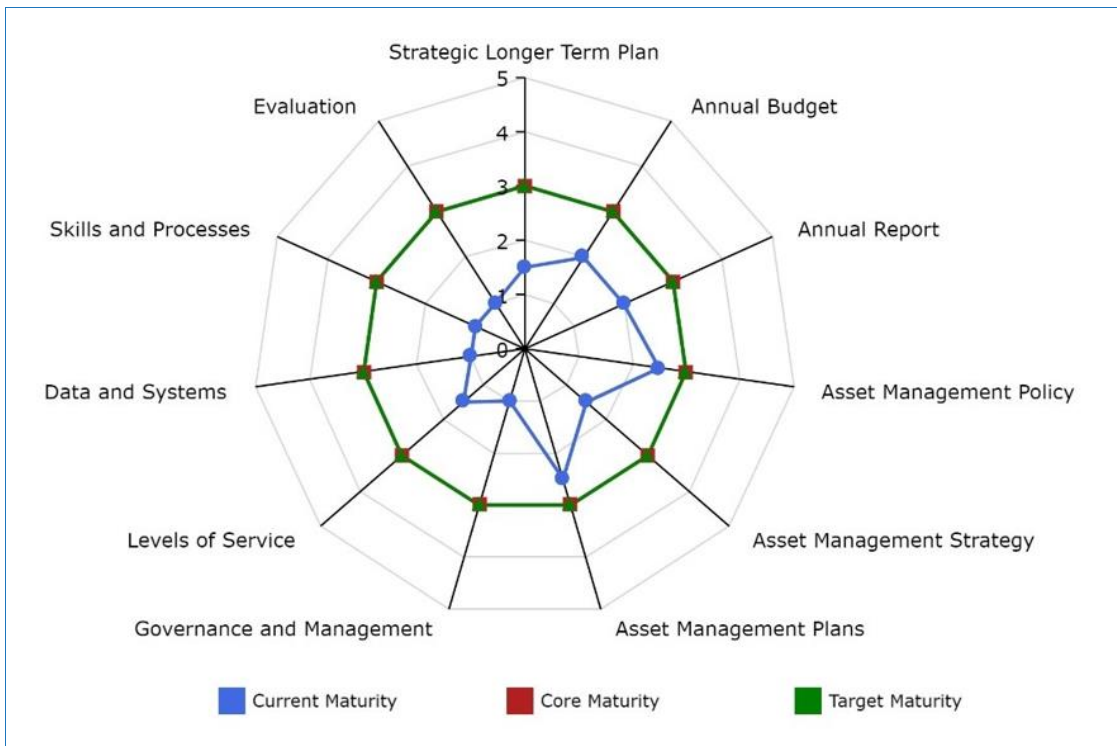 Strategic Longer Term Plan
5
Evaluation
Annual Budget
4
3
Skills and Processes
Annual Report
2
1
0
Data and Systems
Asset Management Policy
Levels of Service
Asset Management Strategy
Governance and Management
Asset Management Plans
Current Maturity
Core Maturity
Target Maturity